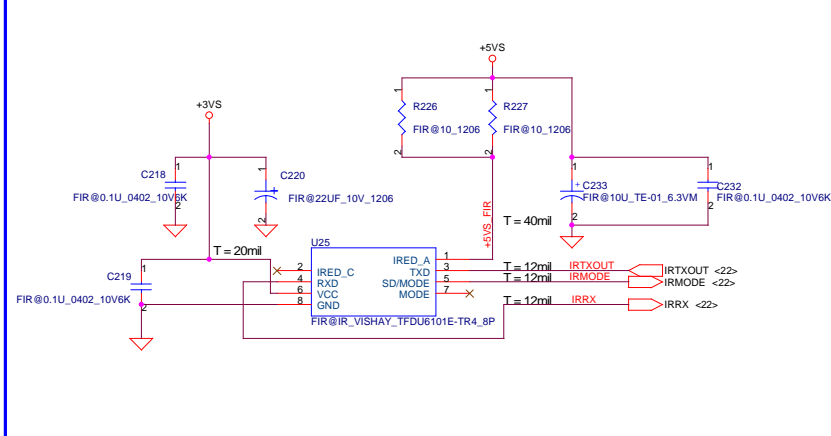 +5VS
+3VS
1
1
R226
R227
FIR@10_1206
FIR@10_1206
2
2
C218
1
1
C220
FIR@0.1U_0402_10V6K
2
2
+
FIR@22UF_10V_1206
1
+
C233
1
C232
FIR@10U_TE-01_6.3VM
FIR@0.1U_0402_10V6K
2
2
+5VS_FIR
T = 40mil
T = 20mil
U25
C219
1
FIR@0.1U_0402_10V6K
2
2
4
6
8
IRED_C
RXD
VCC
GND
IRED_A
TXD
SD/MODE
MODE
1
3
5
7
T = 12mil IRTXOUT
IRTXOUT <22>
T = 12mil IRMODE
IRMODE <22>
T = 12mil IRRX
IRRX <22>
FIR@IR_VISHAY_TFDU6101E-TR4_8P